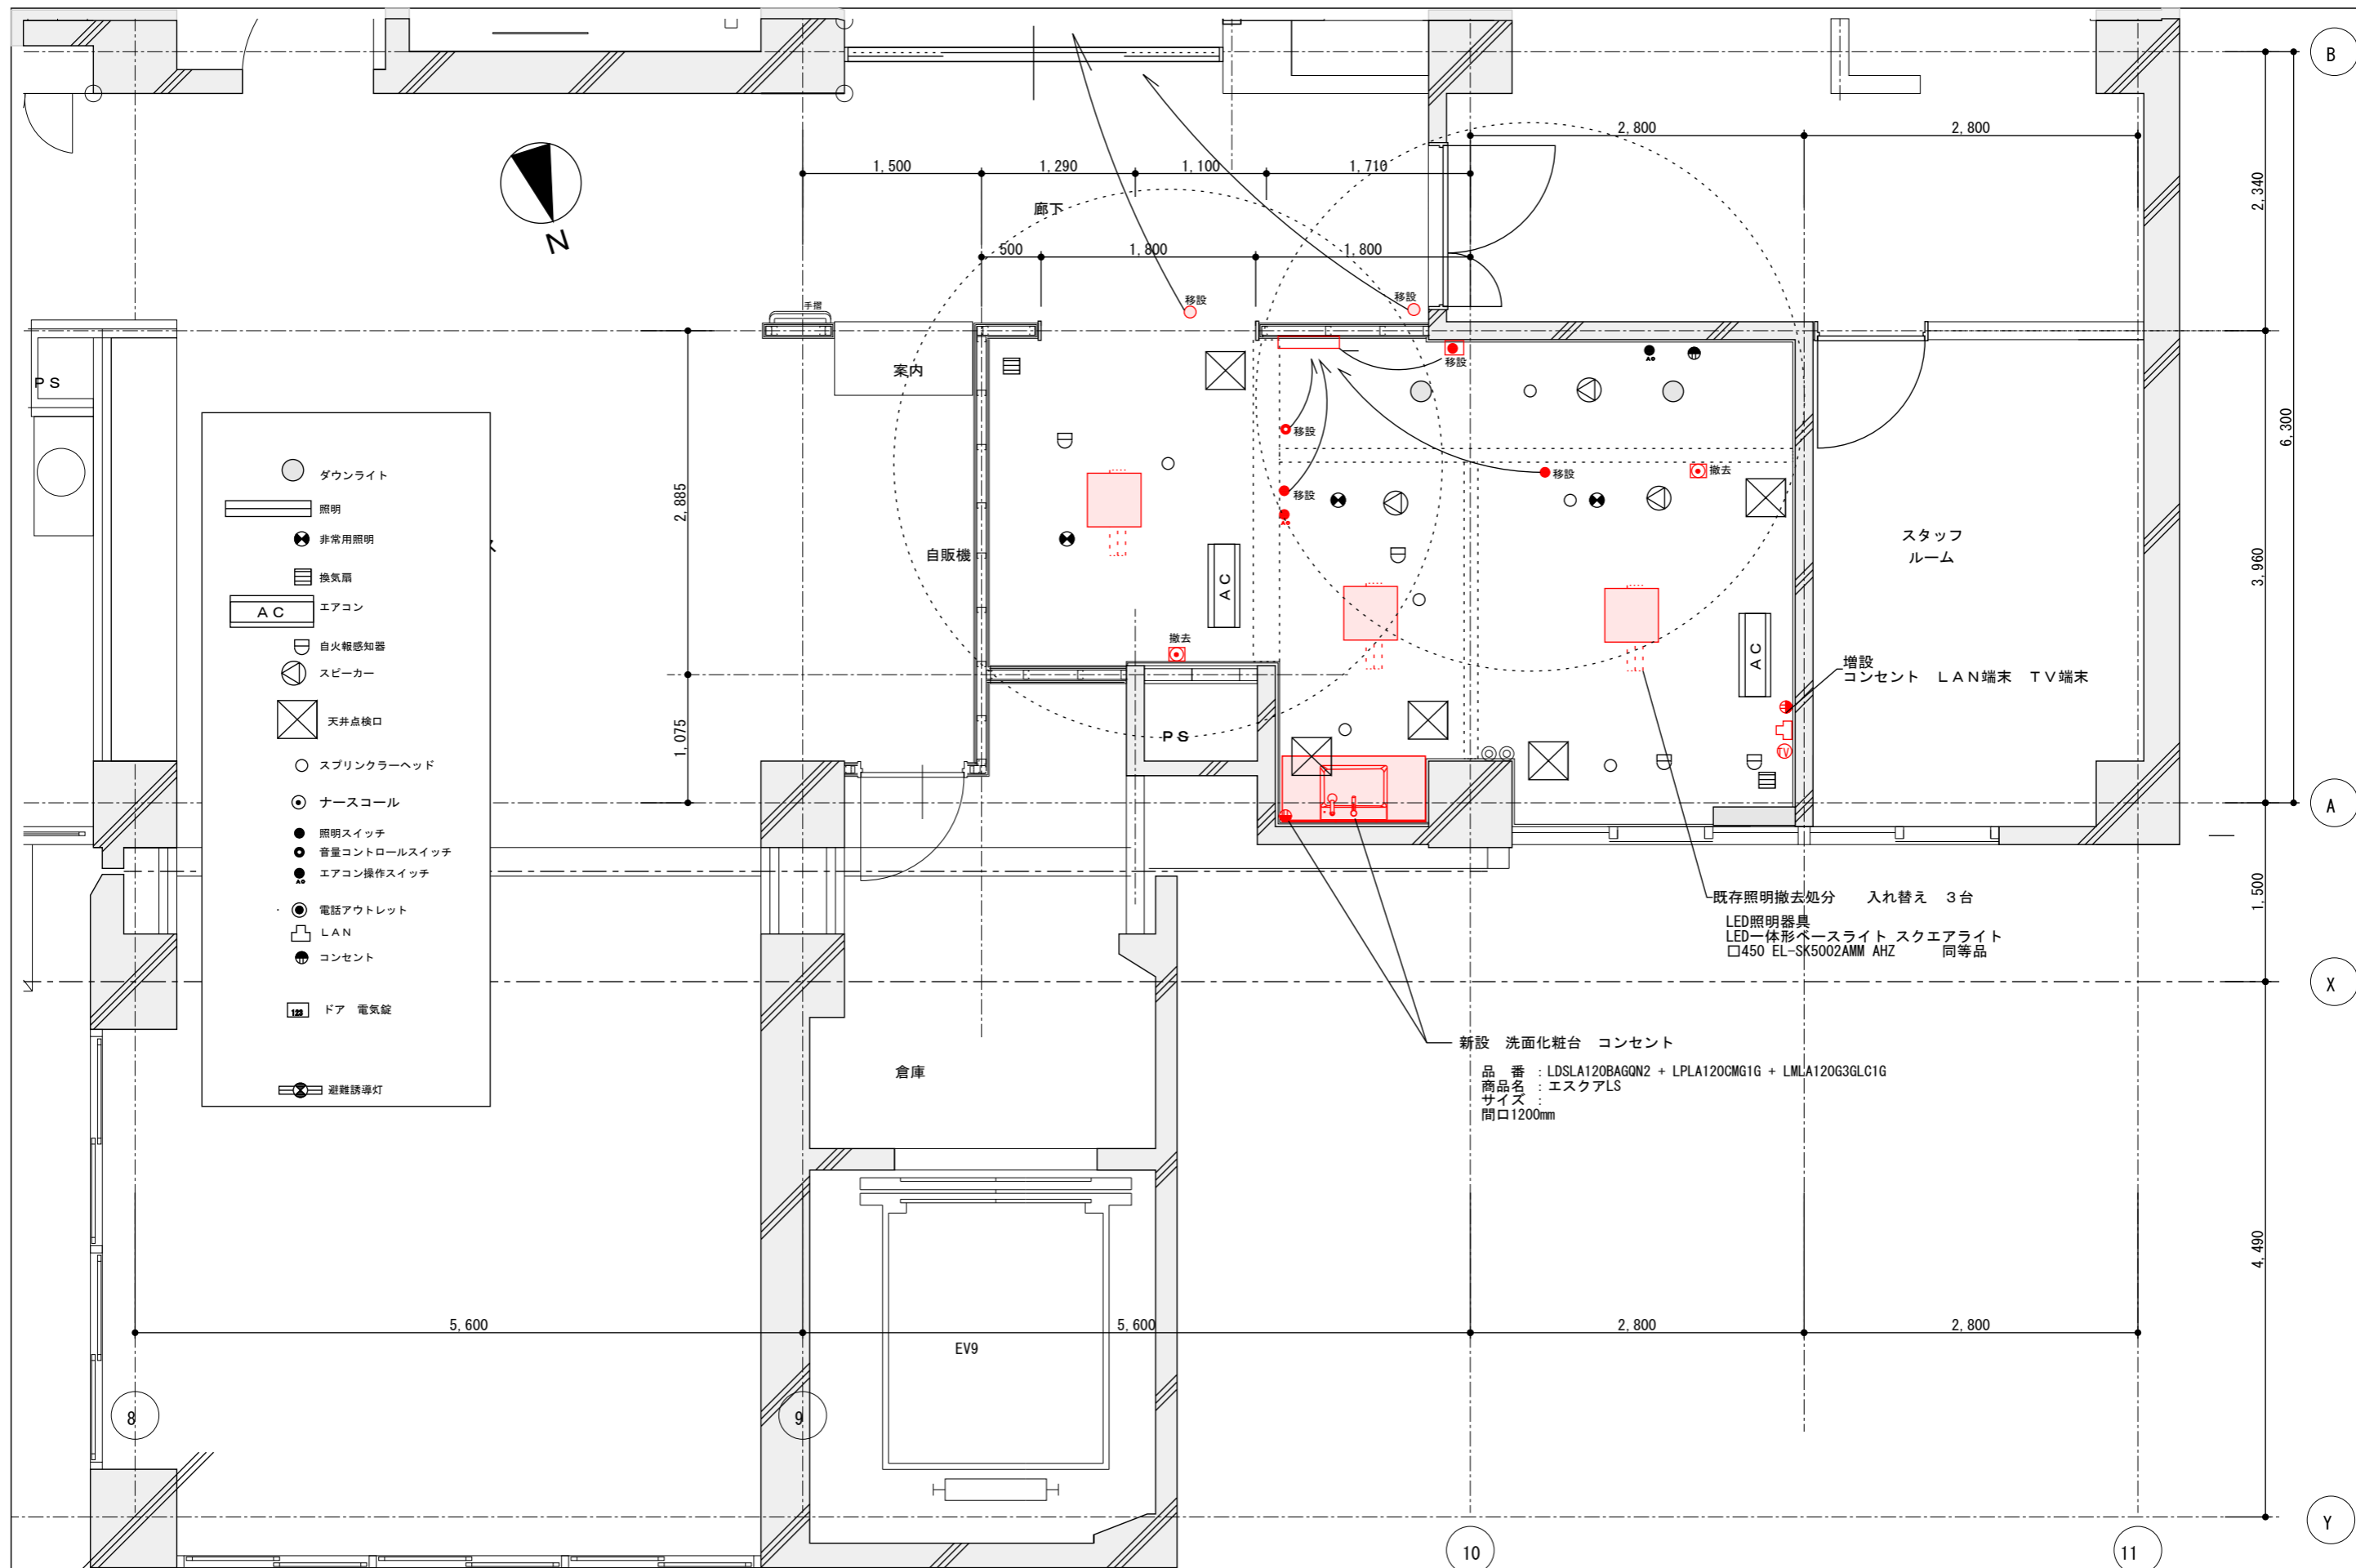 B
2,800
2,800
1,500
1,290
1,100
1,710
2,340
廊下
N
500
1,800
1,800
移設
移設
手摺
案内
PS
移設
6,300
移設
移設
撤去
移設
AC
2,885
自販機
AC
スタッフ
ルーム
3,960
撤去
AC
増設
コンセント LAN端末 TV端末
1,075
PS
TV
A
ダウンライト
照明
非常用照明
換気扇
AC
エアコン
自火報感知器
スピーカー
天井点検口
スプリンクラーヘッド
ナースコール
照明スイッチ
音量コントロールスイッチ
AC
エアコン操作スイッチ
電話アウトレット
LAN
コンセント
123
ドア 電気錠
避難誘導灯
1,500
既存照明撤去処分 入れ替え 3台
LED照明器具
LED一体形ベースライト スクエアライト
□450 EL-SK5002AMM AHZ 同等品
X
新設 洗面化粧台 コンセント
品 番 : LDSLA120BAGQN2 + LPLA120CMG1G + LMLA120G3GLC1G
商品名 : エスクアLS
サイズ :
間口1200mm
倉庫
4,490
5,600
5,600
2,800
2,800
EV9
8
9
10
11
Y